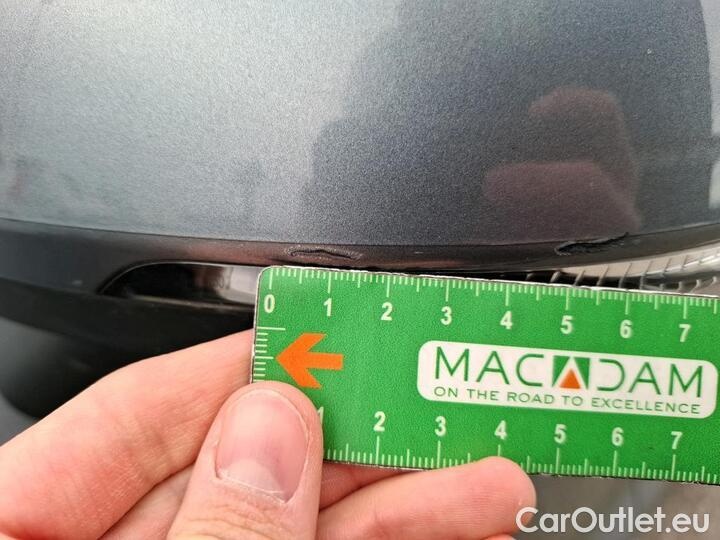 0 1 2 3 4 5 6 7
MACADAM
ON THE ROAD TO EXCELLENCE
1 2 3 4 5 6 7
CarOutlet.eu